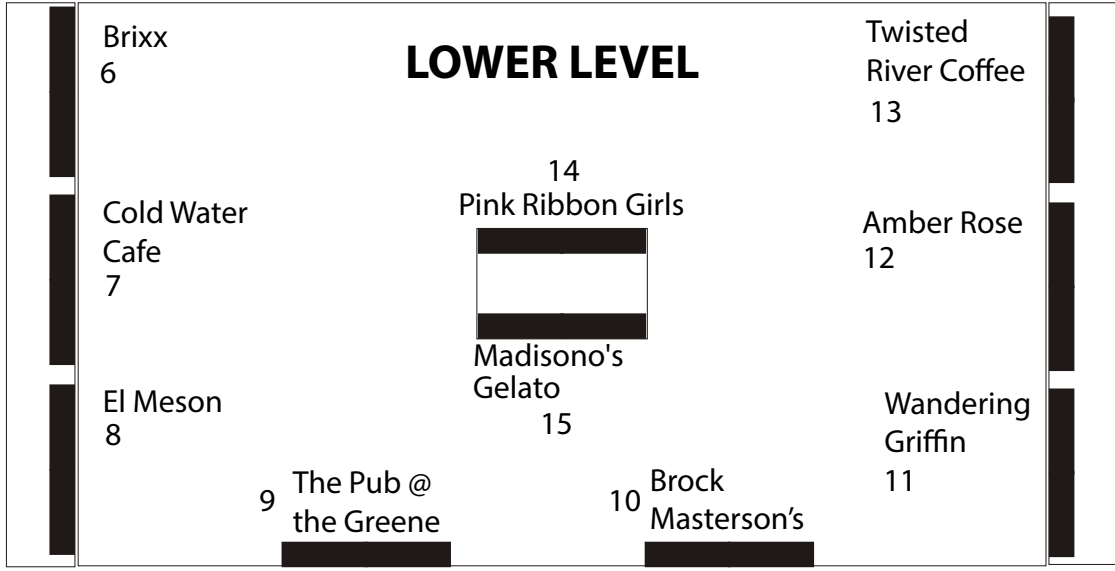 LOWER LEVEL
Brixx
6
Twisted
River Coffee
13
14
Pink Ribbon Girls
Cold Water
Cafe
7
Amber Rose
12
Madisono's
Gelato
15
El Meson
8
Wandering
Griffin
11
9
The Pub @
the Greene
10
Brock
Masterson’s